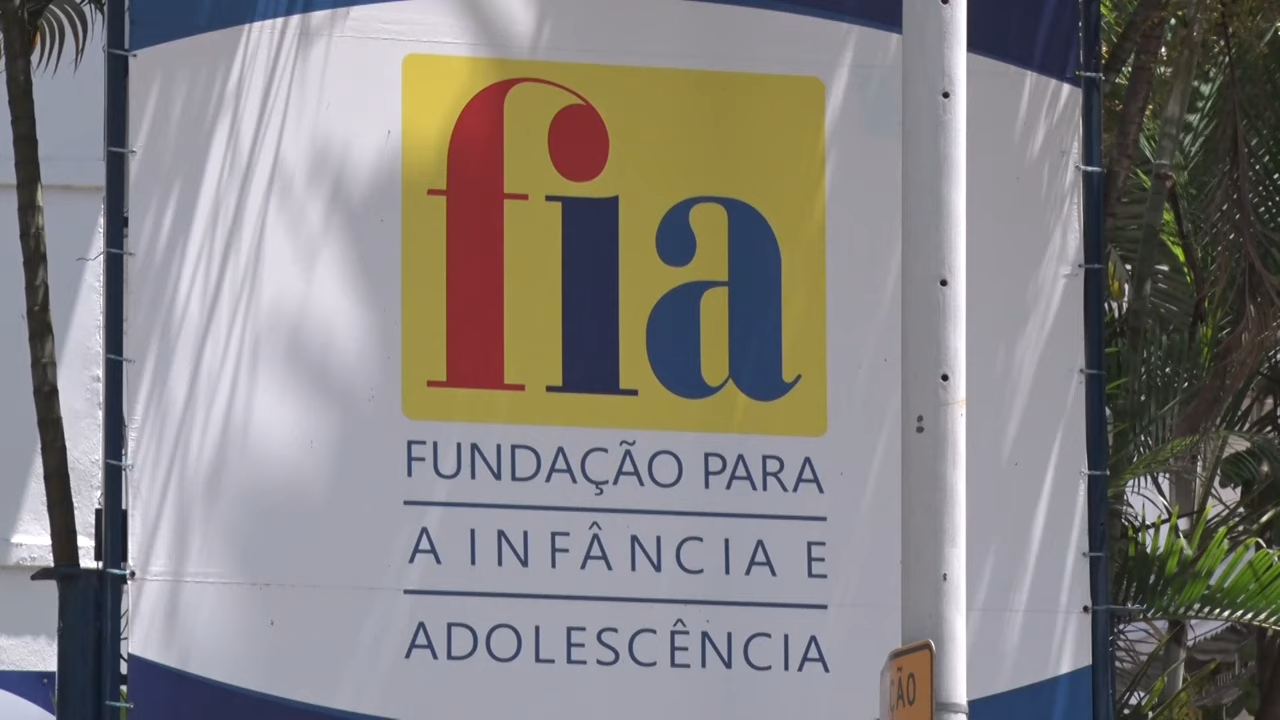 fia
FUNDAÇÃO PARA
A INFÂNCIA E
ADOLESCÊNCIA
ÇÃO